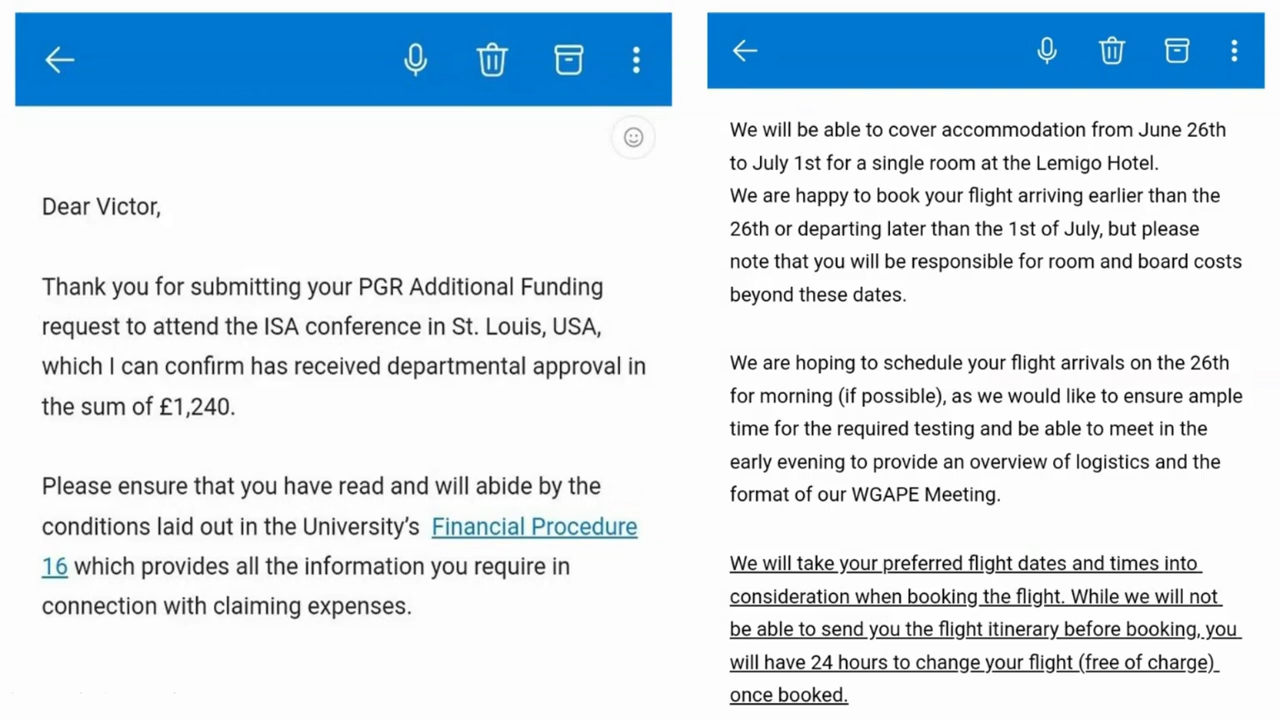 Dear Victor,
Thank you for submitting your PGR Additional Funding
request to attend the ISA conference in St. Louis, USA,
which I can confirm has received departmental approval in
the sum of £1,240.
Please ensure that you have read and will abide by the
conditions laid out in the University’s Financial Procedure
16 which provides all the information you require in
connection with claiming expenses.
We will be able to cover accommodation from June 26th
to July 1st for a single room at the Lemigo Hotel.
We are happy to book your flight arriving earlier than the
26th or departing later than the 1st of July, but please
note that you will be responsible for room and board costs
beyond these dates.
We are hoping to schedule your flight arrivals on the 26th
for morning (if possible), as we would like to ensure ample
time for the required testing and be able to meet in the
early evening to provide an overview of logistics and the
format of our WGAPE Meeting.
We will take your preferred flight dates and times into
consideration when booking the flight. While we will not
be able to send you the flight itinerary before booking, you
will have 24 hours to change your flight (free of charge)
once booked.